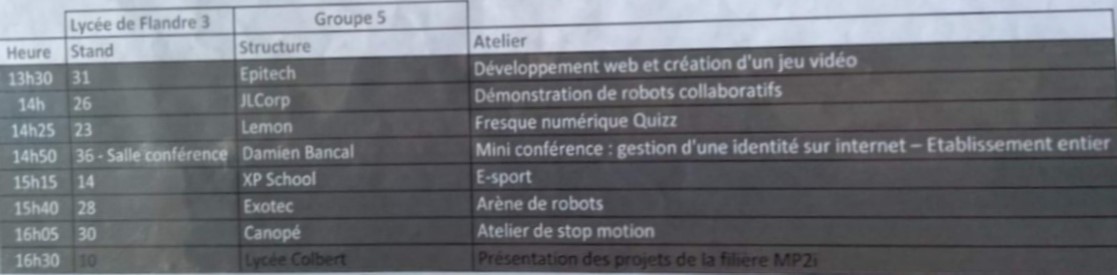 Lycée de Flandre 3 Groupe 5
Heure Stand Structure Atelier
13h30 31 Epitech Développement web et création d'un jeu vidéo
14h 26 JLCorp Démonstration de robots collaboratifs
14h25 23 Lemon Fresque numérique Quizz
14h50 36 - Salle conférence Damien Bancal Mini conférence : gestion d'une identité sur internet – Etablissement entier
15h15 14 XP School E-sport
15h40 28 Exotec Arène de robots
16h05 30 Canopé Atelier de stop motion
16h30 10 Lycée Colbert Présentation des projets de la filière MP2i